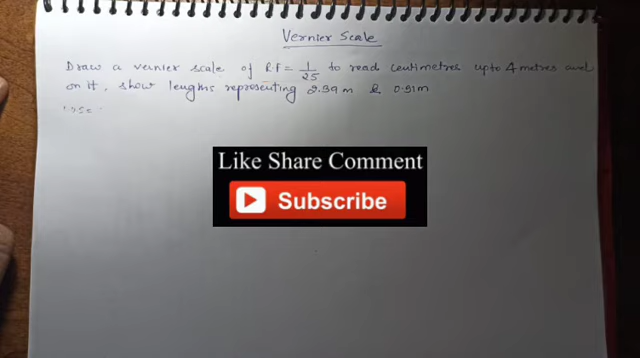 Vernier Scale
Draw a vernier scale of R.F = 1/25 to read centimetres upto 4 metres and
on it, show lengths representing 2.39 m & 0.91 m
Like Share Comment
Subscribe